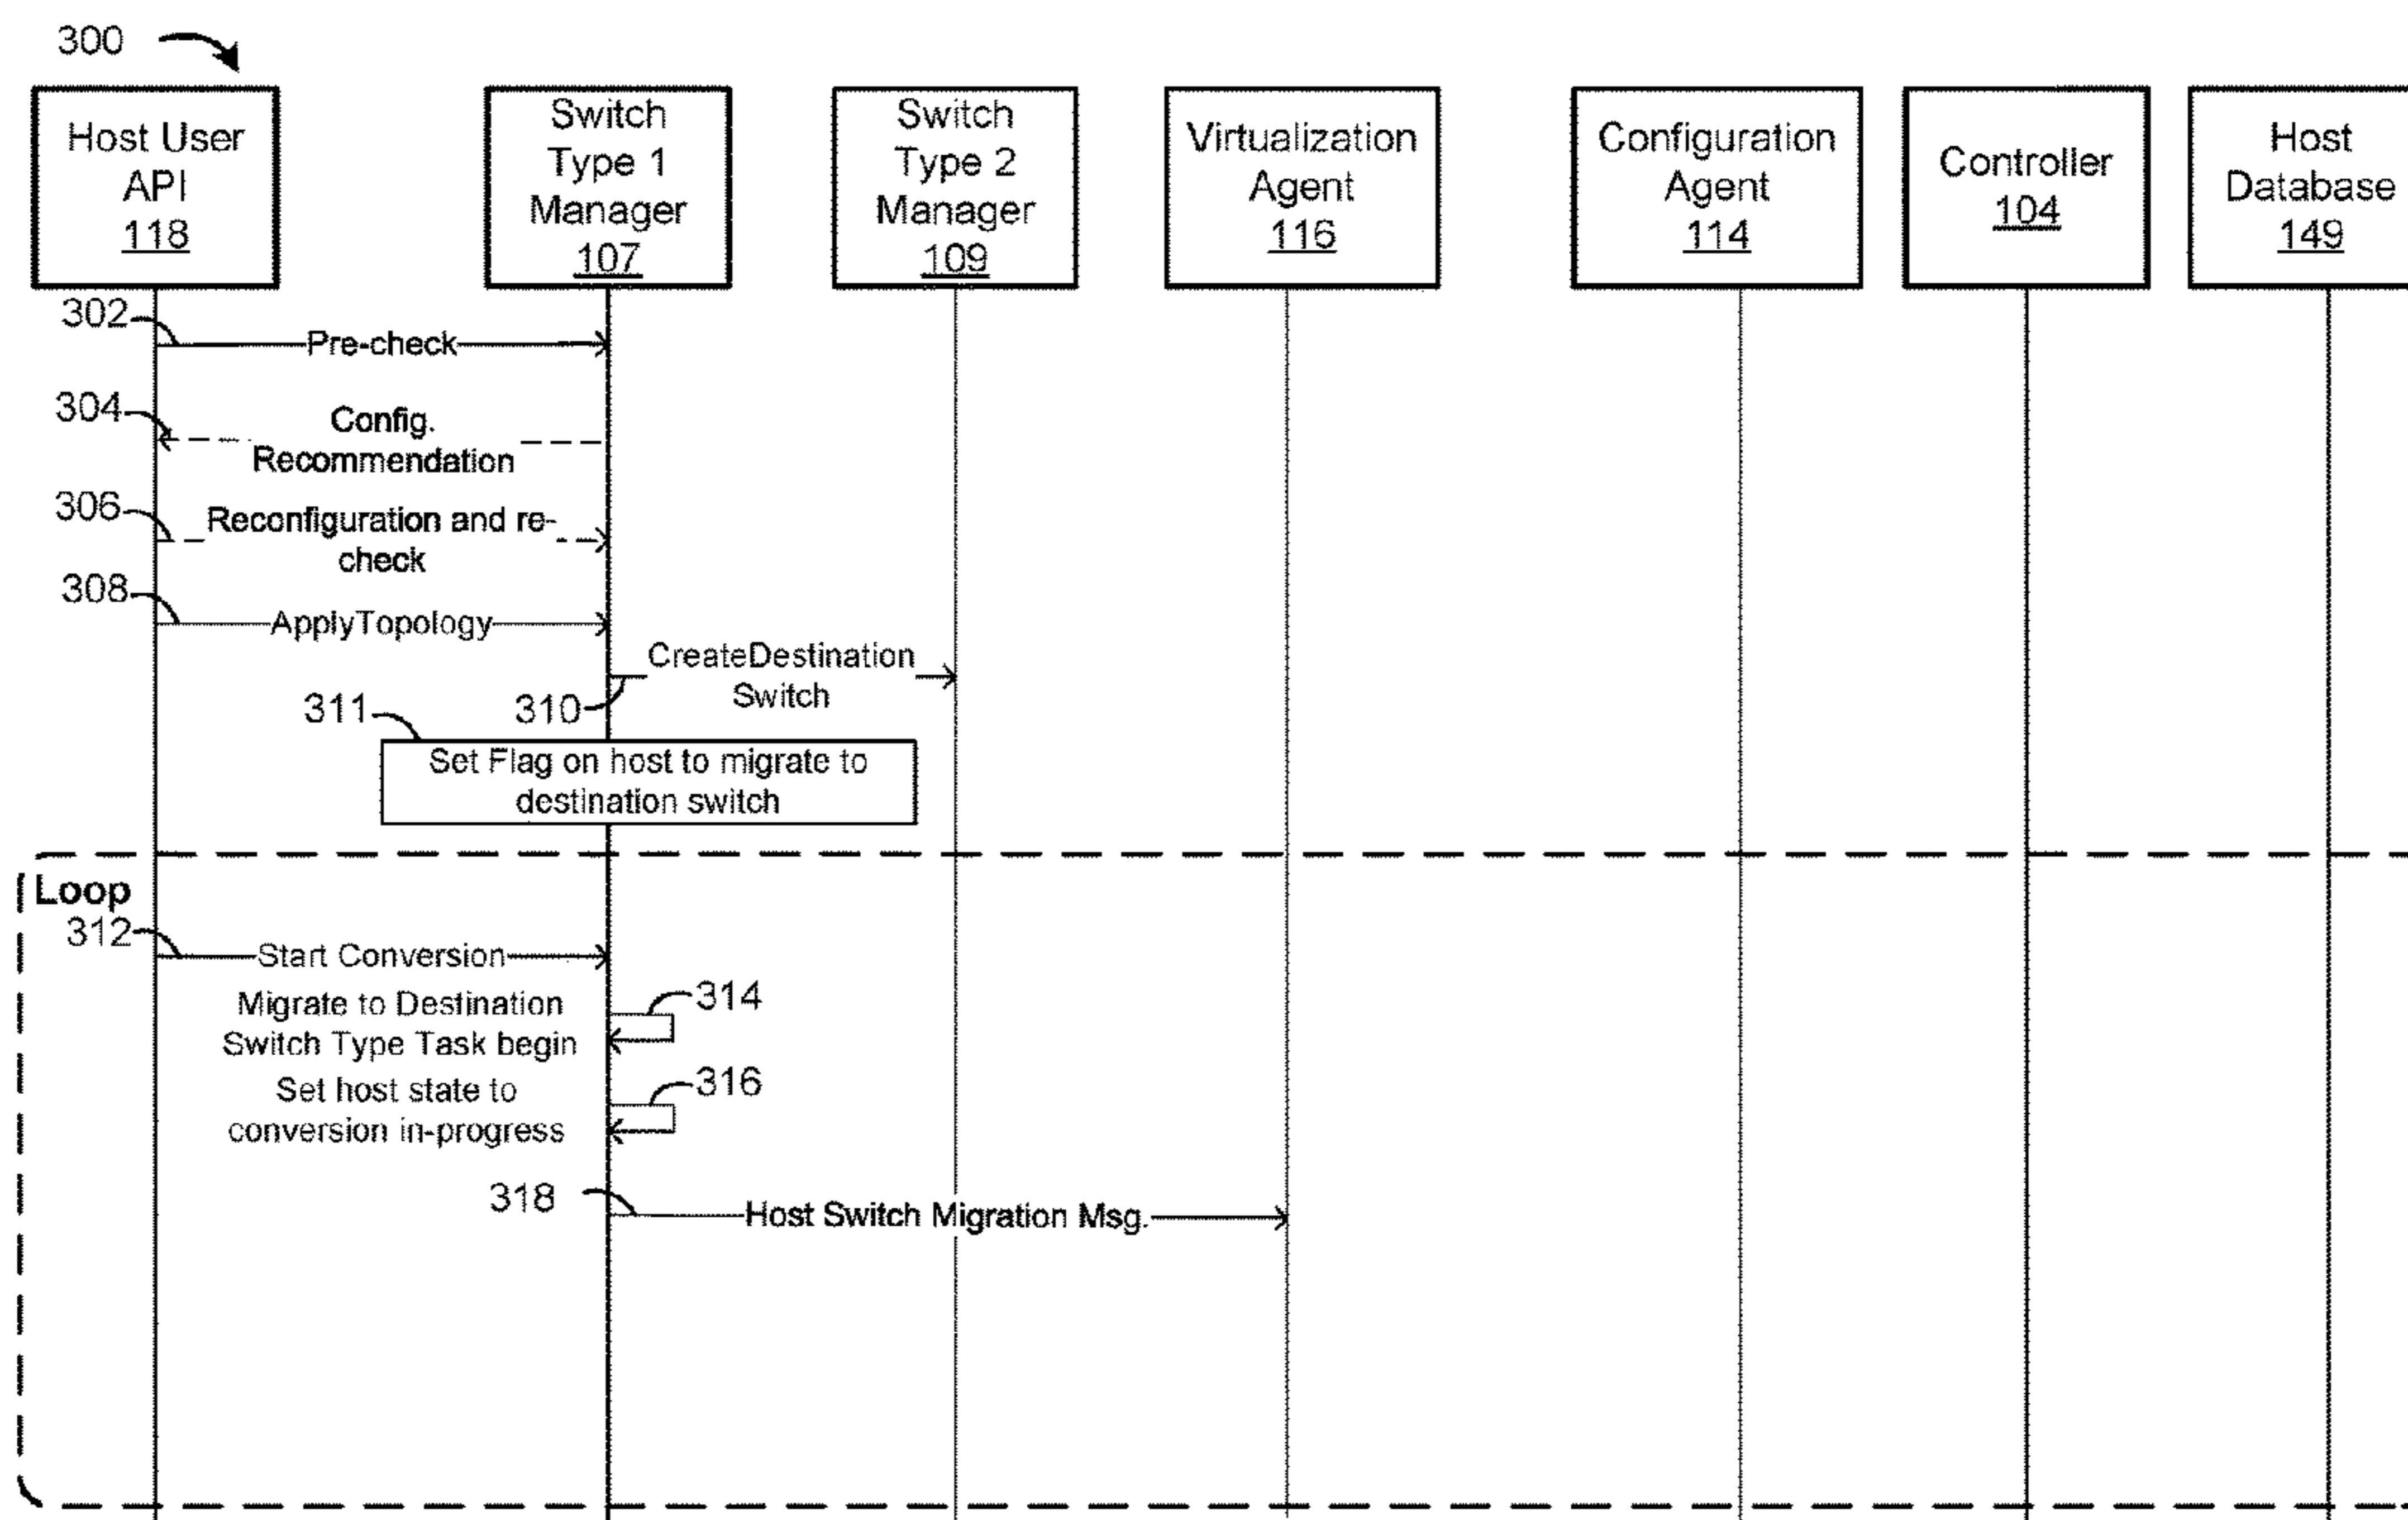 300
Host User
API
118
Switch
Type 1
Manager
107
Switch
Type 2
Manager
109
Virtualization
Agent
116
Configuration
Agent
114
Controller
104
Host
Database
149
302
Pre-check
304
Config.
Recommendation
306
Reconfiguration and re-
check
308
ApplyTopology
CreateDestination
Switch
310
311
Set Flag on host to migrate to
destination switch
Loop
312
Start Conversion
Migrate to Destination
Switch Type Task begin
314
Set host state to
conversion in-progress
316
318
Host Switch Migration Msg.